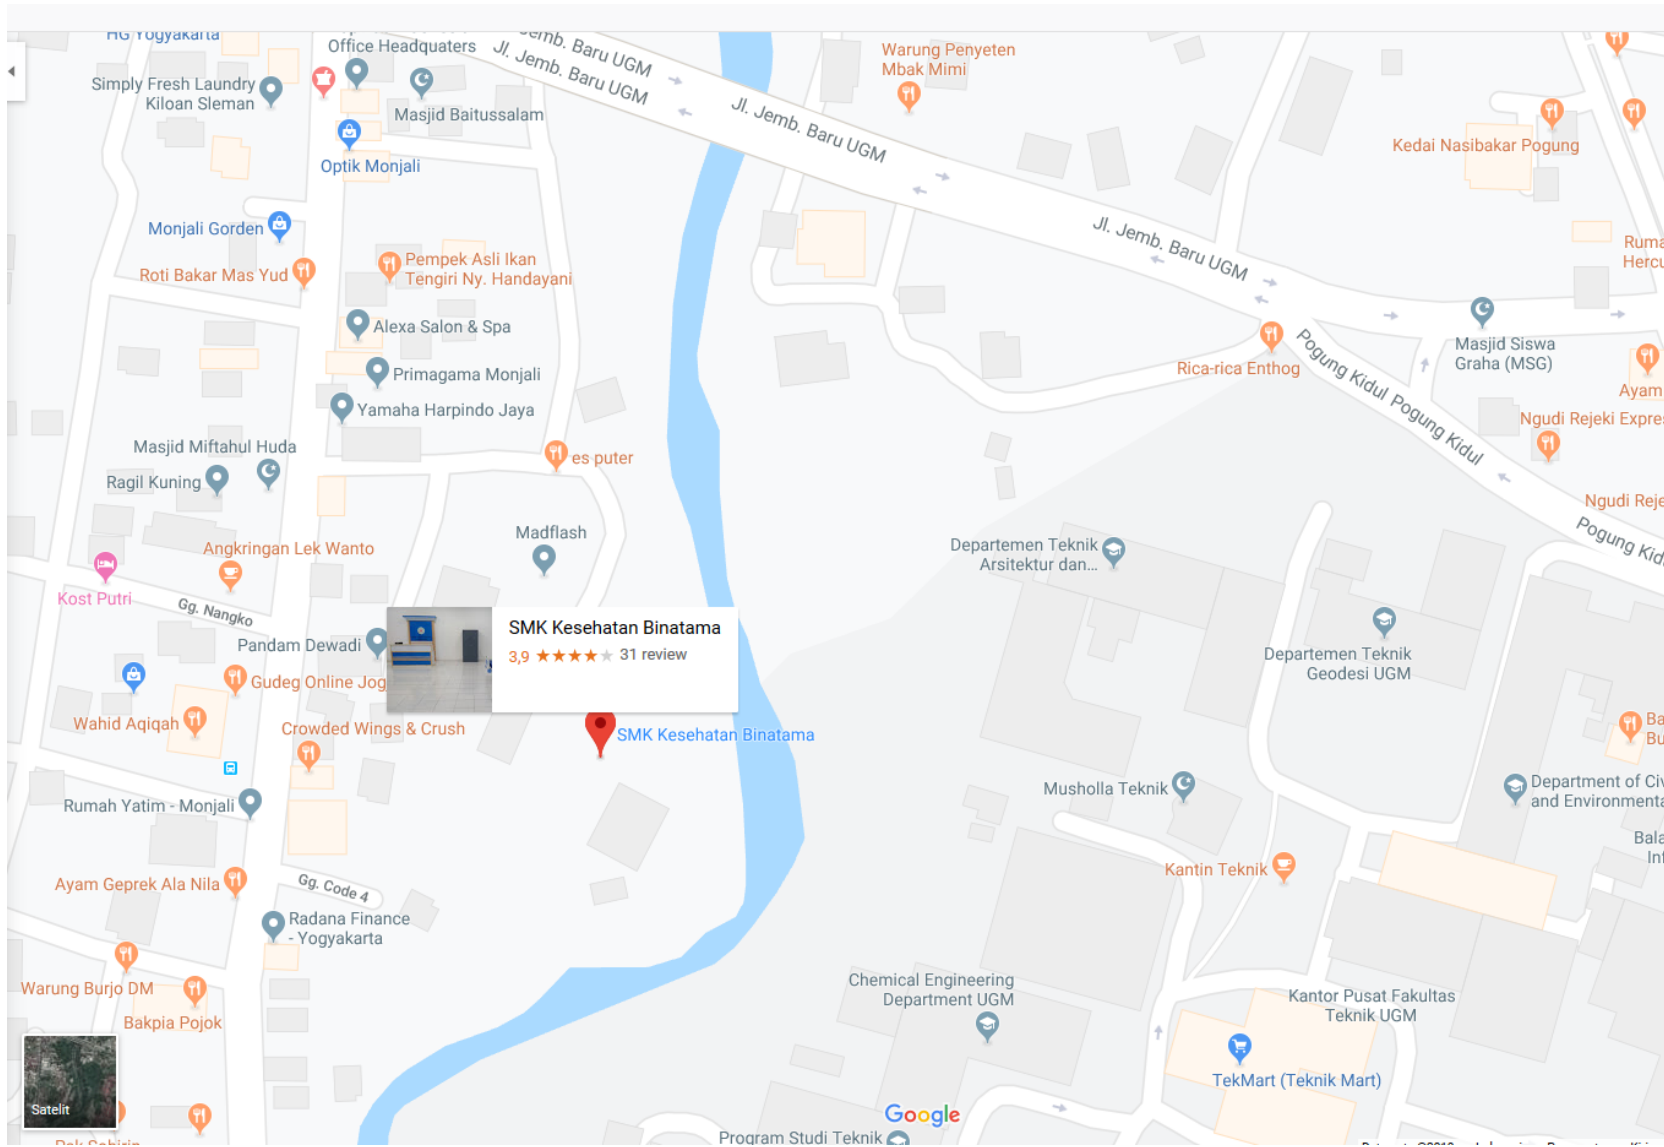 HG Yogyakarta
Office Headquaters
Jemb. Baru UGM
Jl. Jemb. Baru UGM
Warung Penyeten
Mbak Mimi
Simply Fresh Laundry
Kiloan Sleman
Masjid Baitussalam
Jl. Jemb. Baru UGM
Kedai Nasibakar Pogung
Optik Monjali
Monjali Gorden
Jl. Jemb. Baru UGM
Roti Bakar Mas Yud
Pempek Asli Ikan
Tengiri Ny. Handayani
Alexa Salon & Spa
Masjid Siswa
Graha (MSG)
Primagama Monjali
Rica-rica Enthog
Pogung Kidul
Pogung Kidul
Ayam
Yamaha Harpindo Jaya
Ngudi Rejeki
Masjid Miftahul Huda
es puter
Ragil Kuning
Madflash
Departemen Teknik
Arsitektur dan...
Angkringan Lek Wanto
Pogung
Kost Putri
Gg. Nangko
Pandam Dewadi
SMK Kesehatan Binatama
3,9
31 review
Departemen Teknik
Geodesi UGM
Gudeg Online
Wahid Aqiqah
Crowded Wings & Crush
SMK Kesehatan Binatama
Musholla Teknik
Department of
and
Rumah Yatim - Monjali
Kantin Teknik
Ayam Geprek Ala Nila
Gg. Code 4
Radana Finance
- Yogyakarta
Warung Burjo DM
Chemical Engineering
Department UGM
Kantor Pusat Fakultas
Teknik UGM
Bakpia Pojok
TekMart (Teknik Mart)
Satelit
Google
Program Studi Teknik